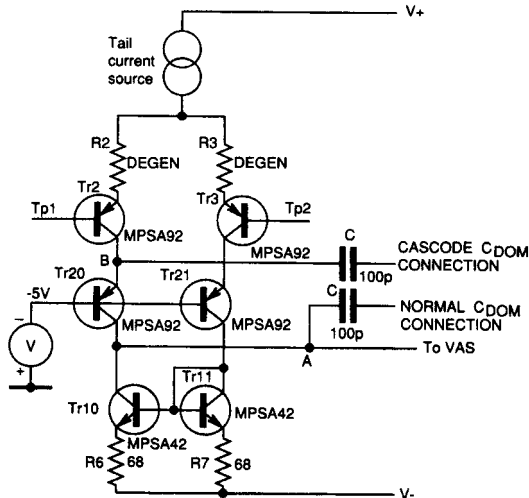 V+
Tail
current
source
R2
R3
DEGEN
DEGEN
Tr2
Tr3
Tp1
Tp2
MPSA92
MPSA92
B
C
100p
CASCODE CDOM
CONNECTION
Tr20
Tr21
-5V
C
100p
NORMAL CDOM
CONNECTION
MPSA92
MPSA92
V
+
A
To VAS
Tr10
Tr11
MPSA42
MPSA42
R6
68
R7
68
V-